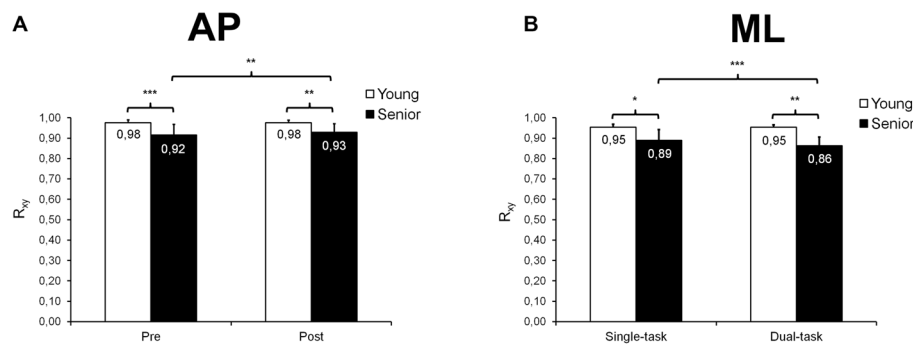 A
AP
**
***
**
Young
Senior
1,00
0,90
0,80
0,70
0,60
0,50
0,40
0,30
0,20
0,10
0,00
Rxy
0,98
0,92
0,98
0,93
Pre
Post
B
ML
***
*
**
Young
Senior
1,00
0,90
0,80
0,70
0,60
0,50
0,40
0,30
0,20
0,10
0,00
Rxy
0,95
0,89
0,95
0,86
Single-task
Dual-task